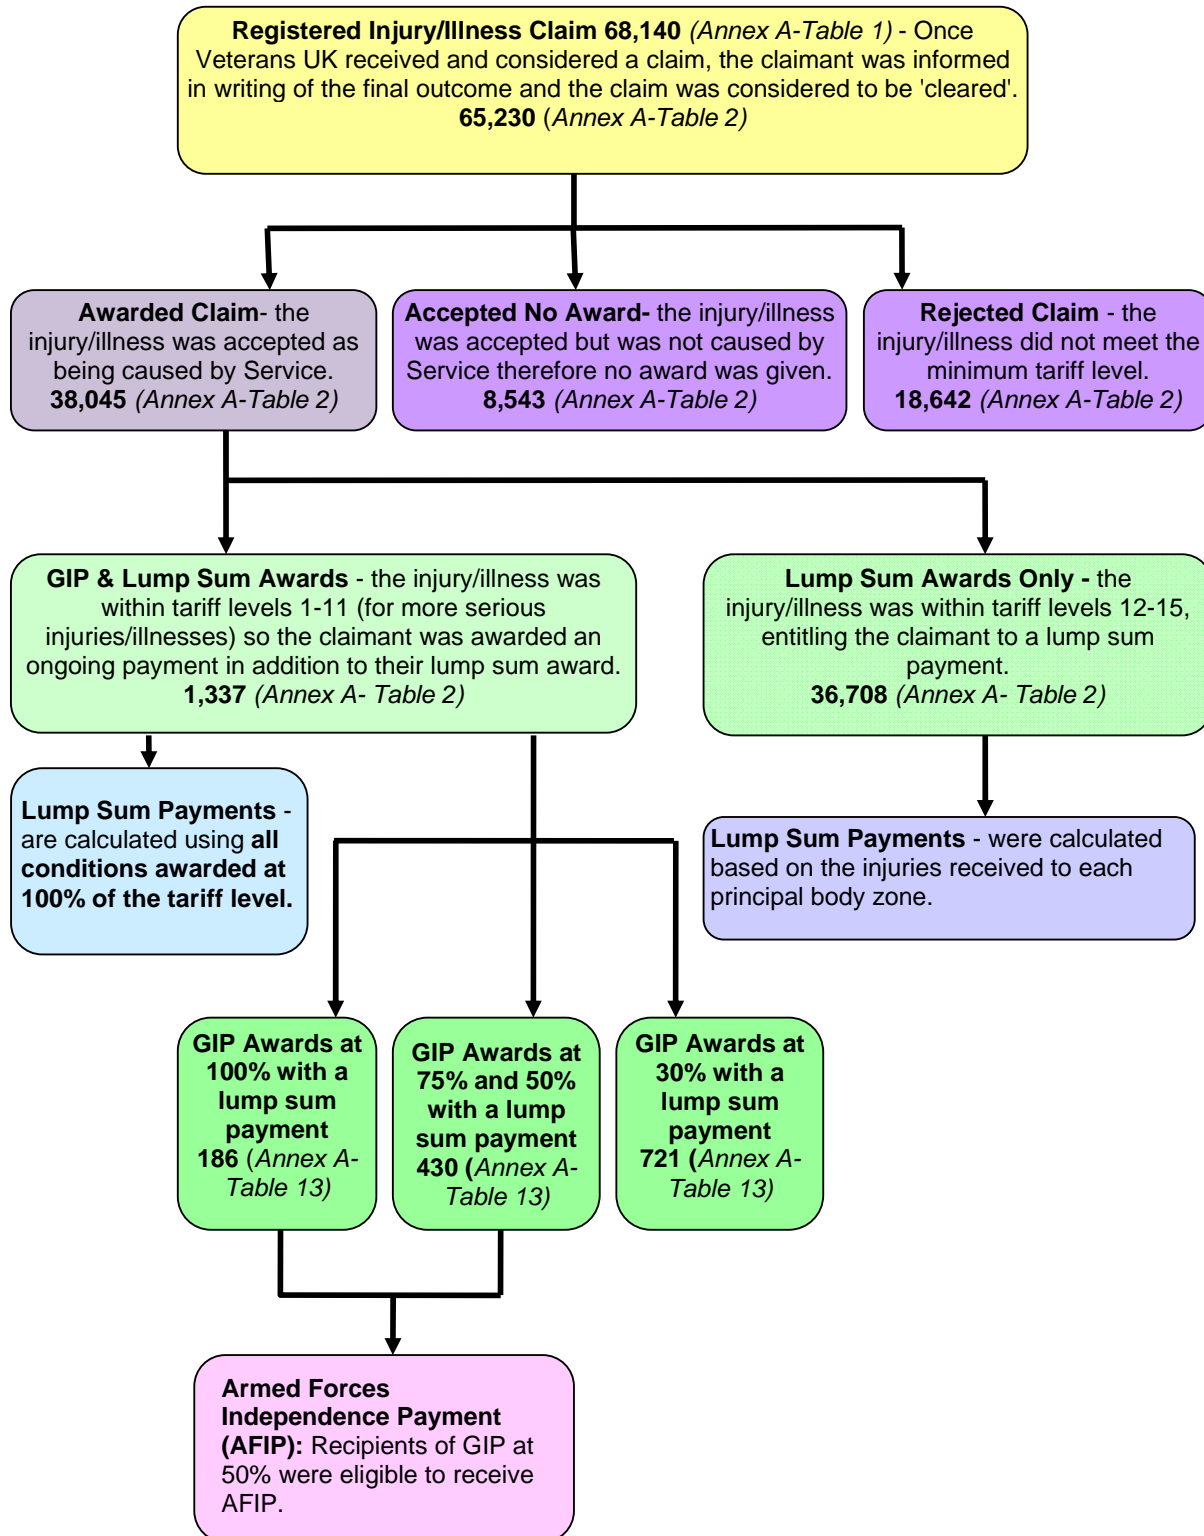 Registered Injury/Illness Claim 68,140 (Annex A-Table 1) - Once
Veterans UK received and considered a claim, the claimant was informed
in writing of the final outcome and the claim was considered to be 'cleared'.
65,230 (Annex A-Table 2)
Awarded Claim- the
injury/illness was accepted as
being caused by Service.
38,045 (Annex A-Table 2)
Accepted No Award- the injury/illness
was accepted but was not caused by
Service therefore no award was given.
8,543 (Annex A-Table 2)
Rejected Claim - the
injury/illness did not meet the
minimum tariff level.
18,642 (Annex A-Table 2)
GIP & Lump Sum Awards - the injury/illness was
within tariff levels 1-11 (for more serious
injuries/illnesses) so the claimant was awarded an
ongoing payment in addition to their lump sum award.
1,337 (Annex A- Table 2)
Lump Sum Awards Only - the
injury/illness was within tariff levels 12-15,
entitling the claimant to a lump sum
payment.
36,708 (Annex A- Table 2)
Lump Sum Payments -
are calculated using all
conditions awarded at
100% of the tariff level.
Lump Sum Payments - were calculated
based on the injuries received to each
principal body zone.
GIP Awards at
100% with a
lump sum
payment
186 (Annex A-
Table 13)
GIP Awards at
75% and 50%
with a lump
sum payment
430 (Annex A-
Table 13)
GIP Awards at
30% with a
lump sum
payment
721 (Annex A-
Table 13)
Armed Forces
Independence Payment
(AFIP): Recipients of GIP at
50% were eligible to receive
AFIP.